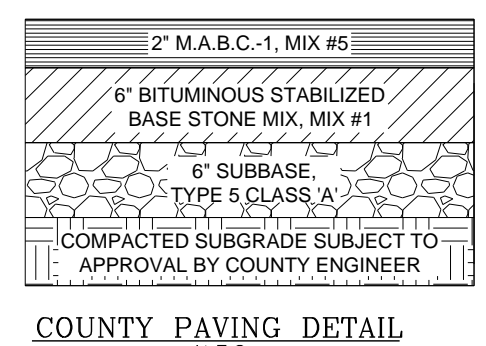 2" M.A.B.C.-1, MIX #5
6" BITUMINOUS STABILIZED
BASE STONE MIX, MIX #1
6" SUBBASE,
TYPE 5 CLASS 'A'
COMPACTED SUBGRADE SUBJECT TO
APPROVAL BY COUNTY ENGINEER
COUNTY PAVING DETAIL